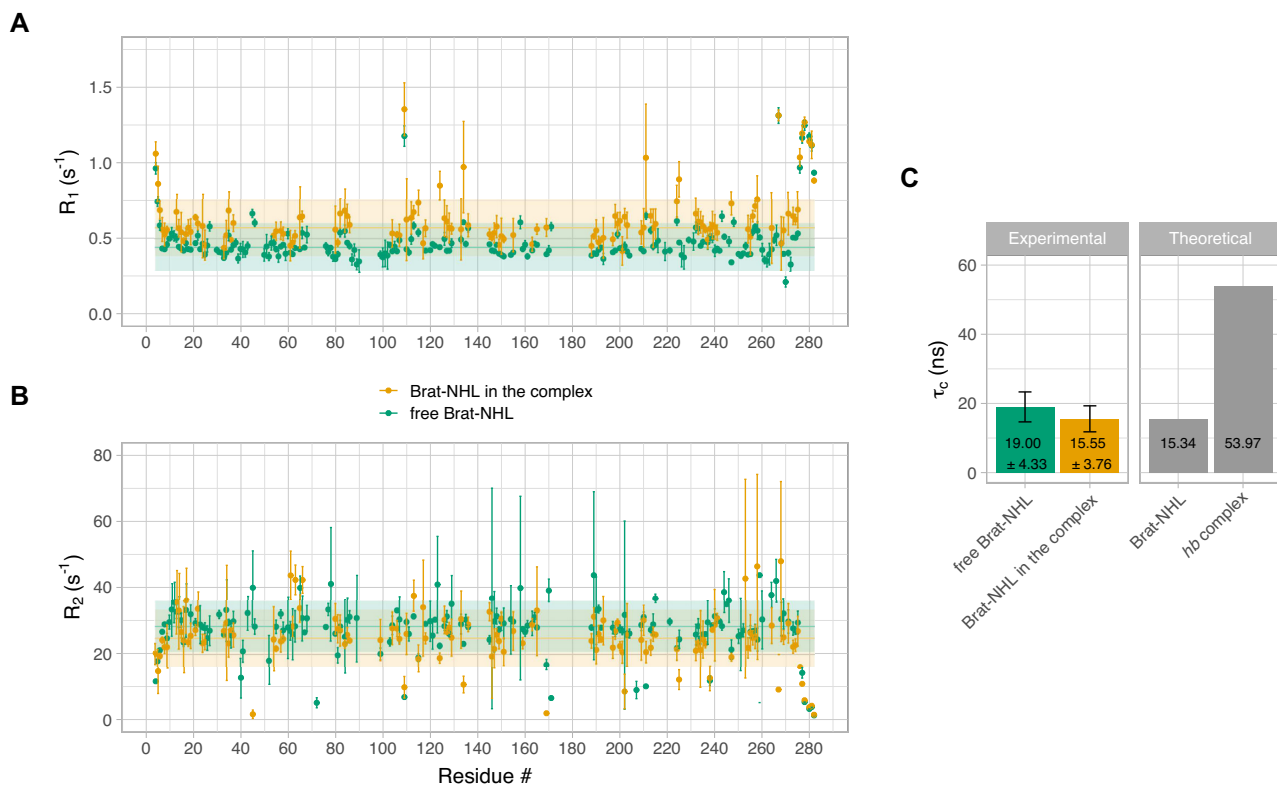 A
R1 (s-1)
1.5
1.0
0.5
0.0
0 20 40 60 80 100 120 140 160 180 200 220 240 260 280
Brat-NHL in the complex
free Brat-NHL
B
R2 (s-1)
80
60
40
20
0
0 20 40 60 80 100 120 140 160 180 200 220 240 260 280
Residue #
C
Experimental Theoretical
τc (ns)
60
40
20
0
19.00 15.55 15.34 53.97
± 4.33 ± 3.76
free Brat-NHL
Brat-NHL in the complex
Brat-NHL
hb complex